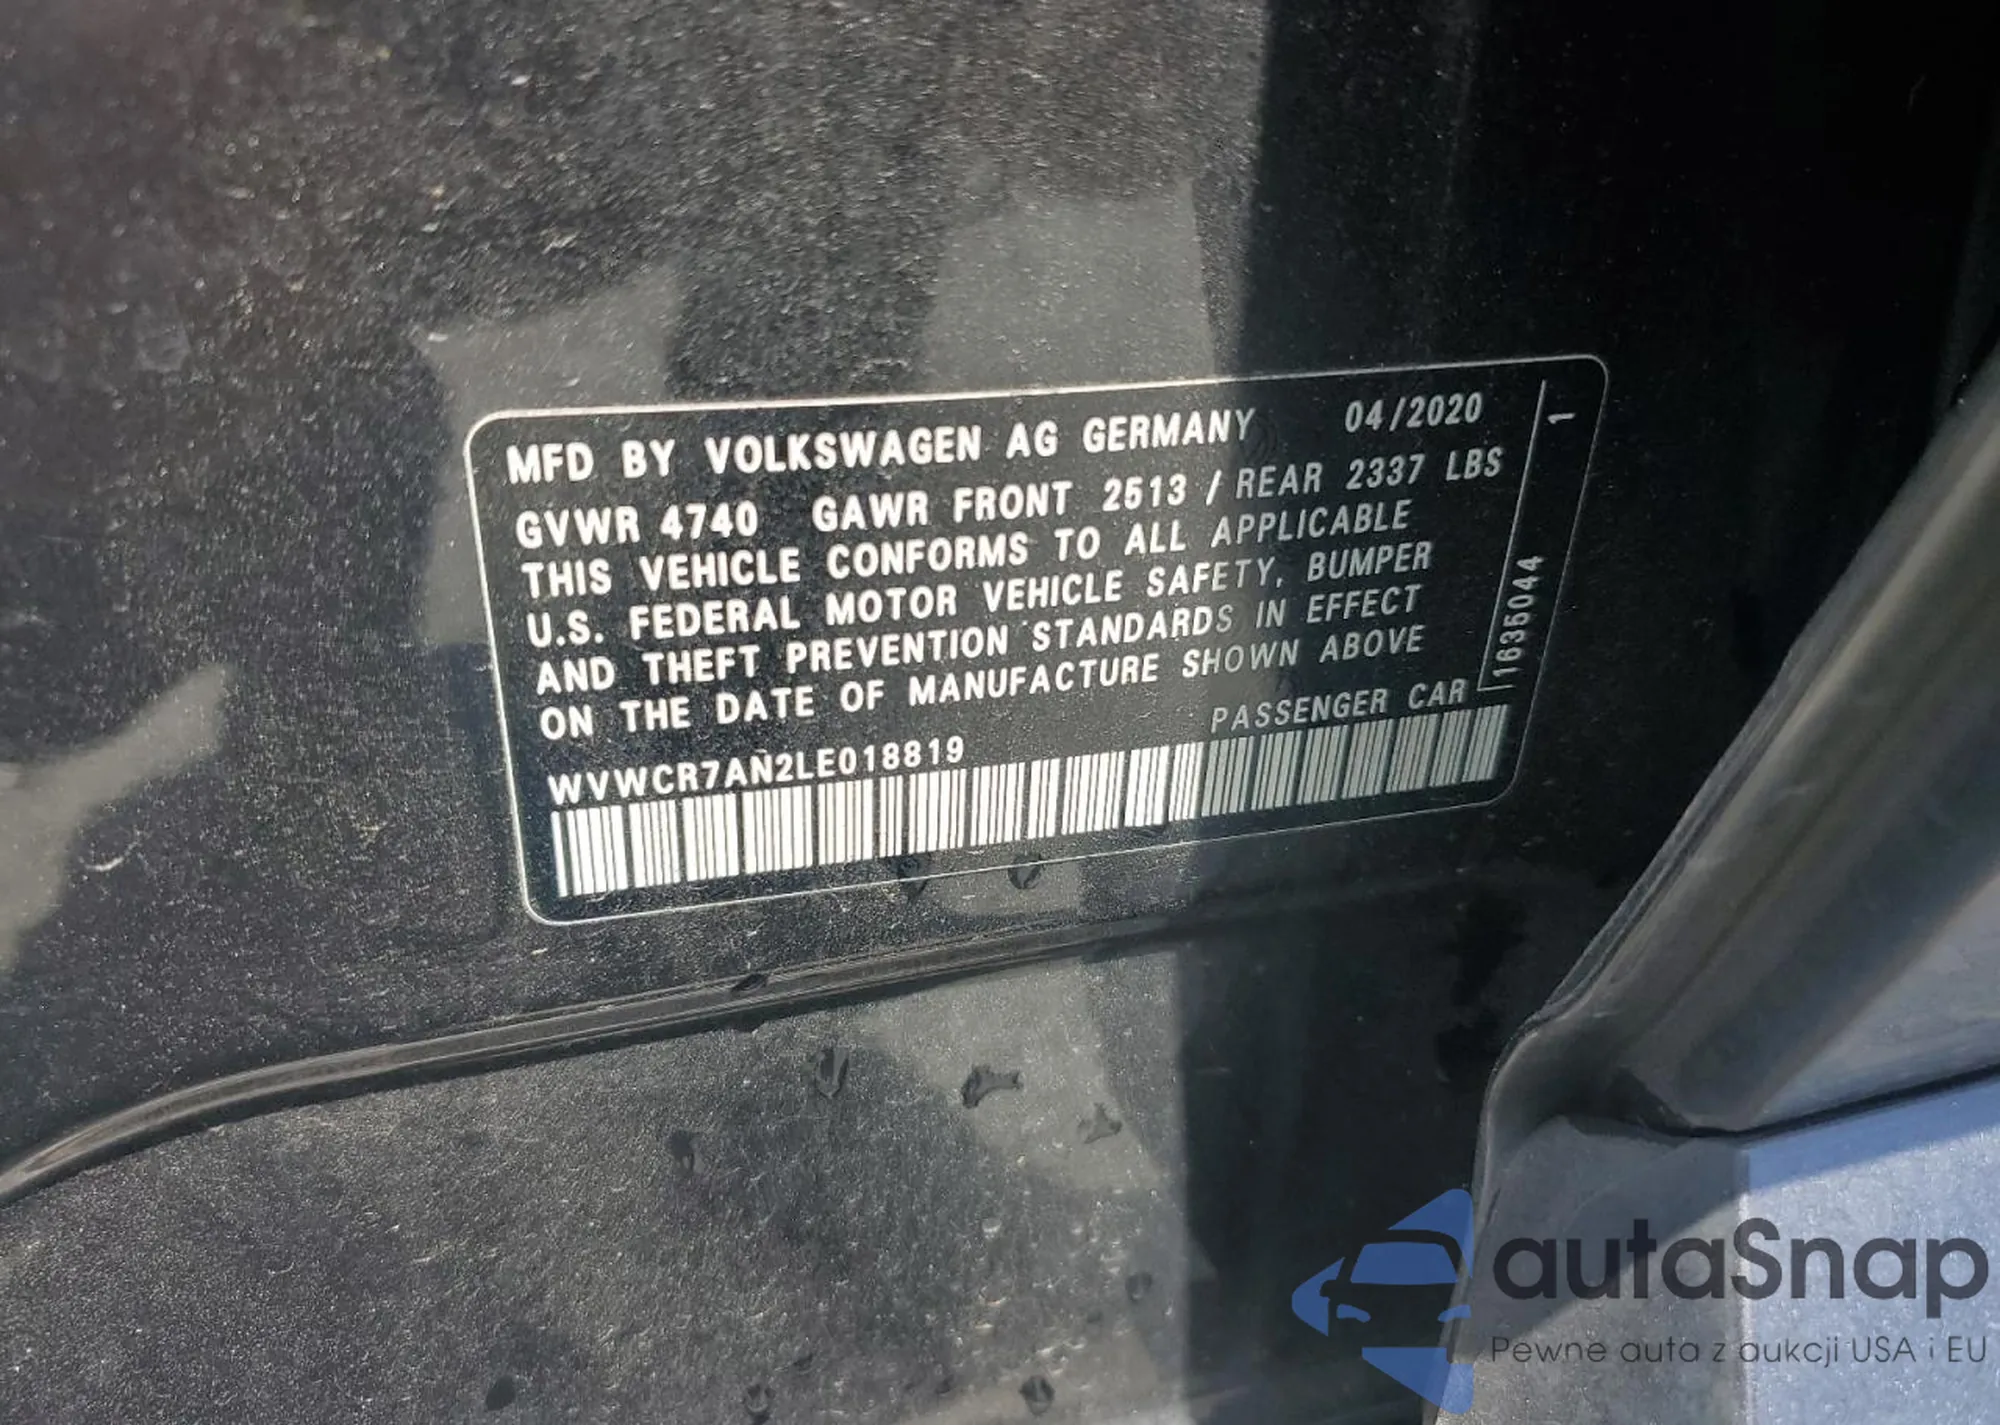 MFD BY VOLKSWAGEN AG GERMANY 04/2020
GVWR 4740 GAWR FRONT 2513 / REAR 2337 LBS
THIS VEHICLE CONFORMS TO ALL APPLICABLE
U.S. FEDERAL MOTOR VEHICLE SAFETY, BUMPER
AND THEFT PREVENTION STANDARDS IN EFFECT
ON THE DATE OF MANUFACTURE SHOWN ABOVE
PASSENGER CAR
WVWCR7AN2LE018819
1635044
1
autaSnap
Pewne auta z aukcji USA i EU